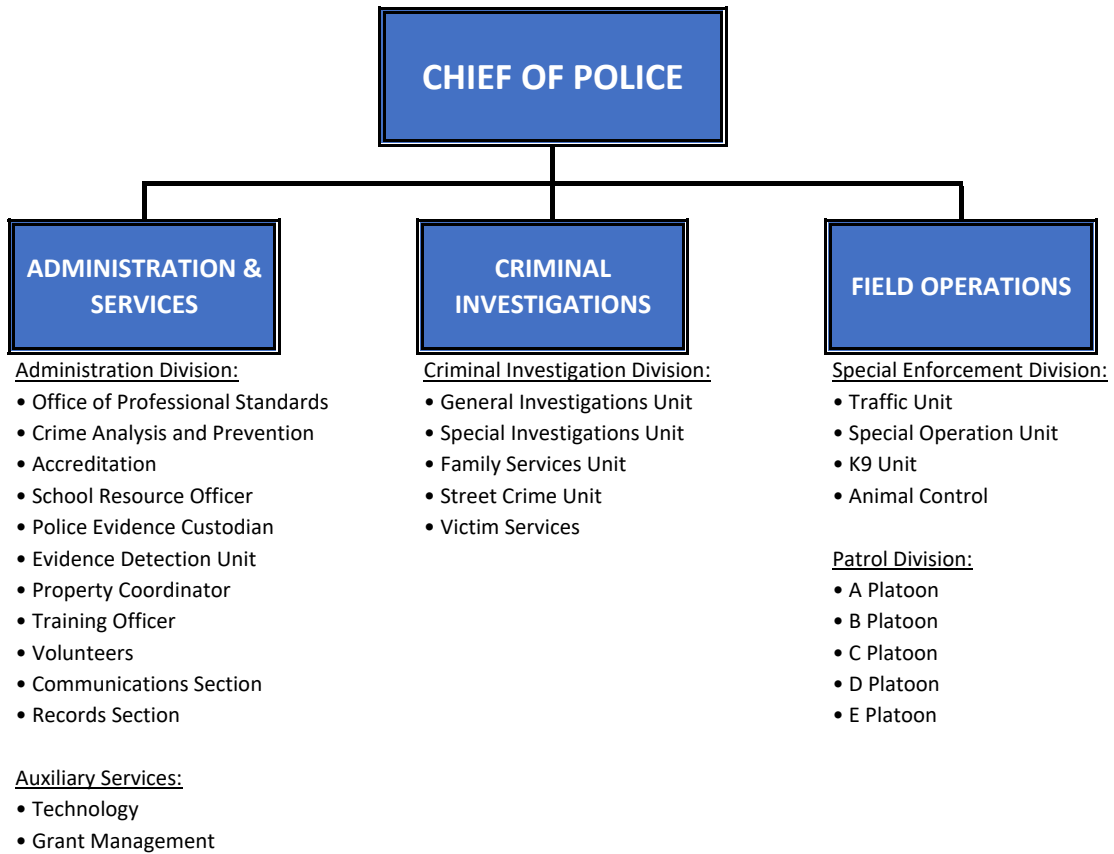 CHIEF OF POLICE
ADMINISTRATION &
SERVICES
Administration Division:
• Office of Professional Standards
• Crime Analysis and Prevention
• Accreditation
• School Resource Officer
• Police Evidence Custodian
• Evidence Detection Unit
• Property Coordinator
• Training Officer
• Volunteers
• Communications Section
• Records Section
Auxiliary Services:
• Technology
• Grant Management
CRIMINAL
INVESTIGATIONS
Criminal Investigation Division:
• General Investigations Unit
• Special Investigations Unit
• Family Services Unit
• Street Crime Unit
• Victim Services
FIELD OPERATIONS
Special Enforcement Division:
• Traffic Unit
• Special Operation Unit
• K9 Unit
• Animal Control
Patrol Division:
• A Platoon
• B Platoon
• C Platoon
• D Platoon
• E Platoon